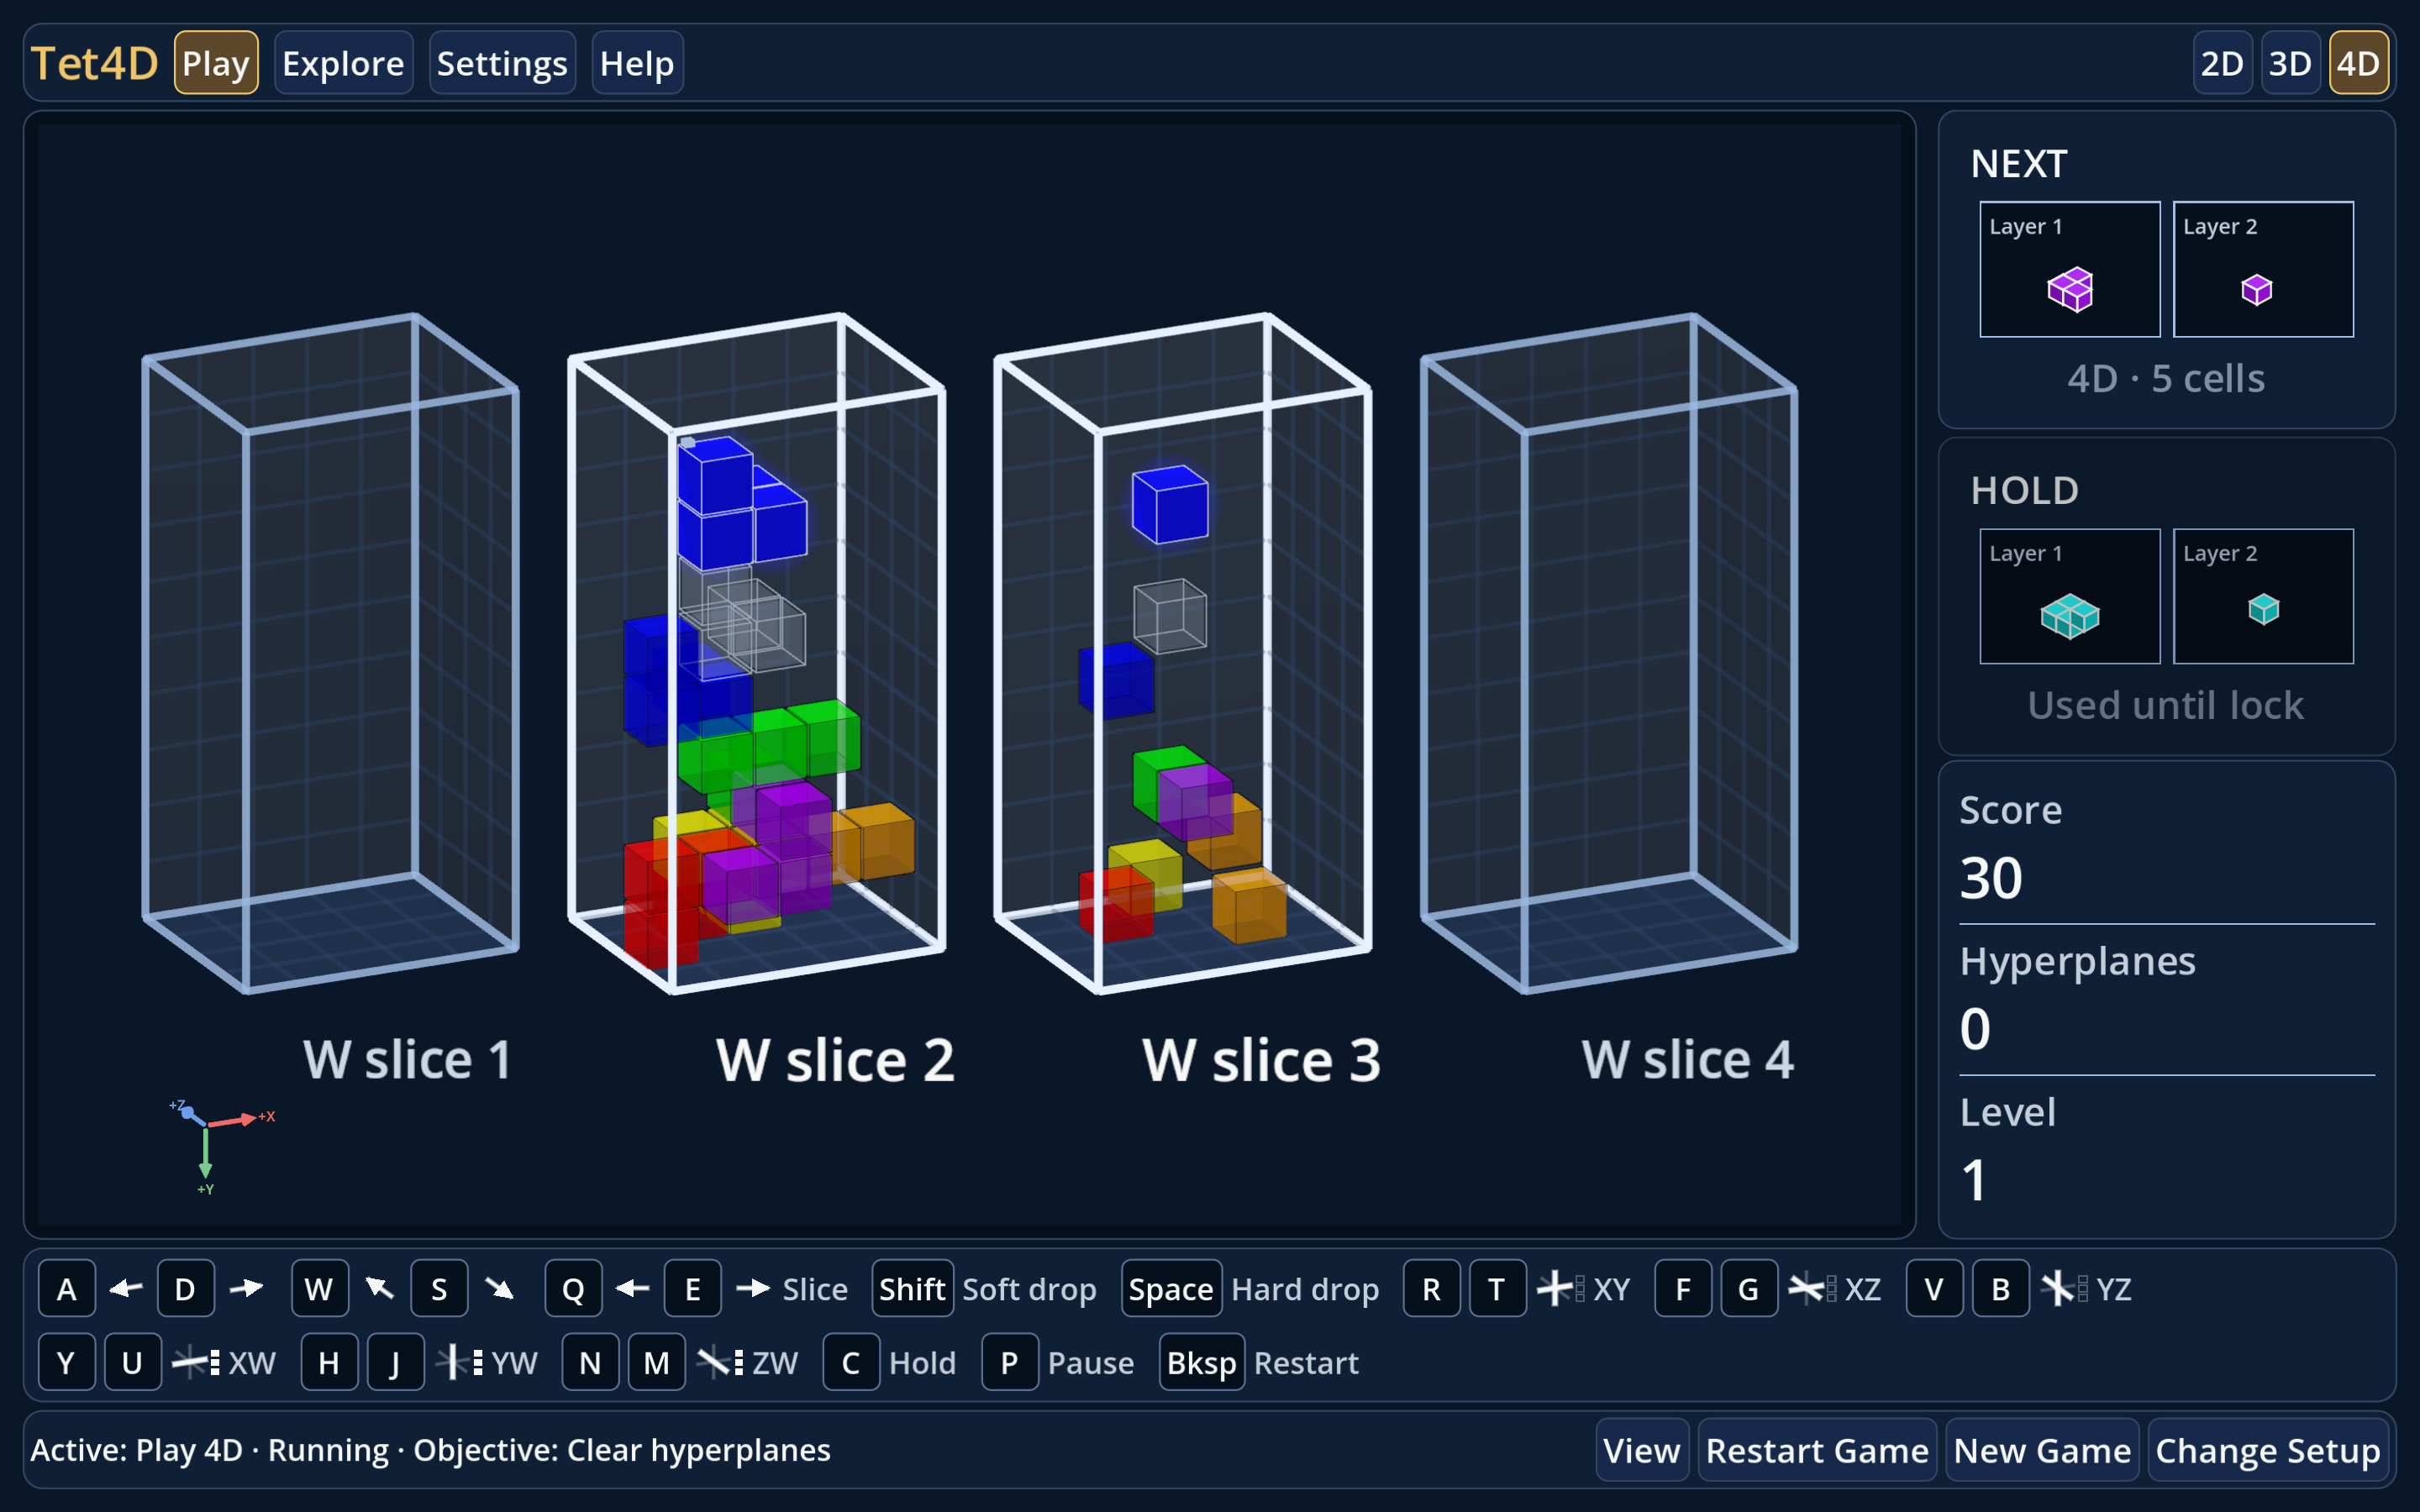 Tet4D Play Explore Settings Help 2D 3D 4D
NEXT
Layer 1 Layer 2
4D · 5 cells
HOLD
Layer 1 Layer 2
Used until lock
Score
30
Hyperplanes
0
Level
1
W slice 1 W slice 2 W slice 3 W slice 4
+Z +X
+Y
A D W S Q E Slice Shift Soft drop Space Hard drop R T XY F G XZ V B YZ
Y U XW H J YW N M ZW C Hold P Pause Bksp Restart
Active: Play 4D · Running · Objective: Clear hyperplanes View Restart Game New Game Change Setup